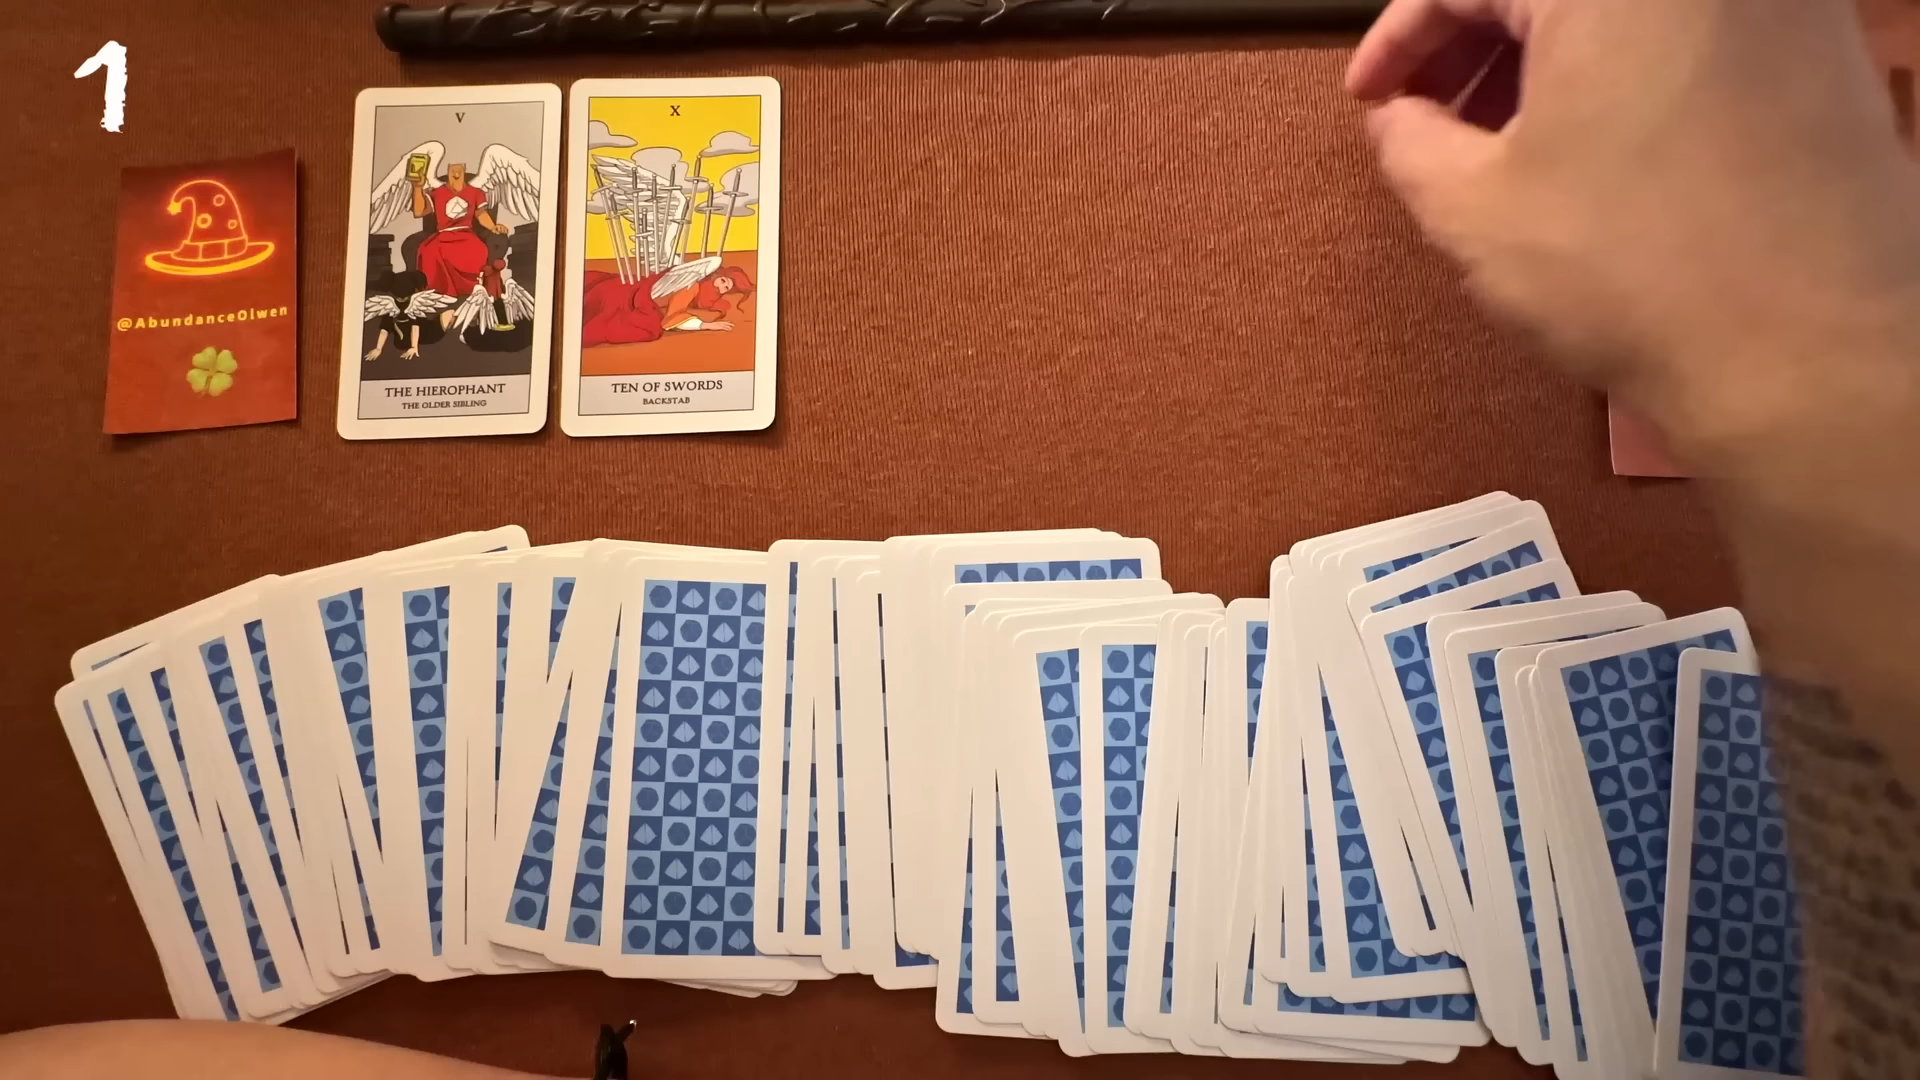 1
@AbundanceOlwen
V
THE HIEROPHANT
THE OLDER SIBLING
X
TEN OF SWORDS
BACKSTAB